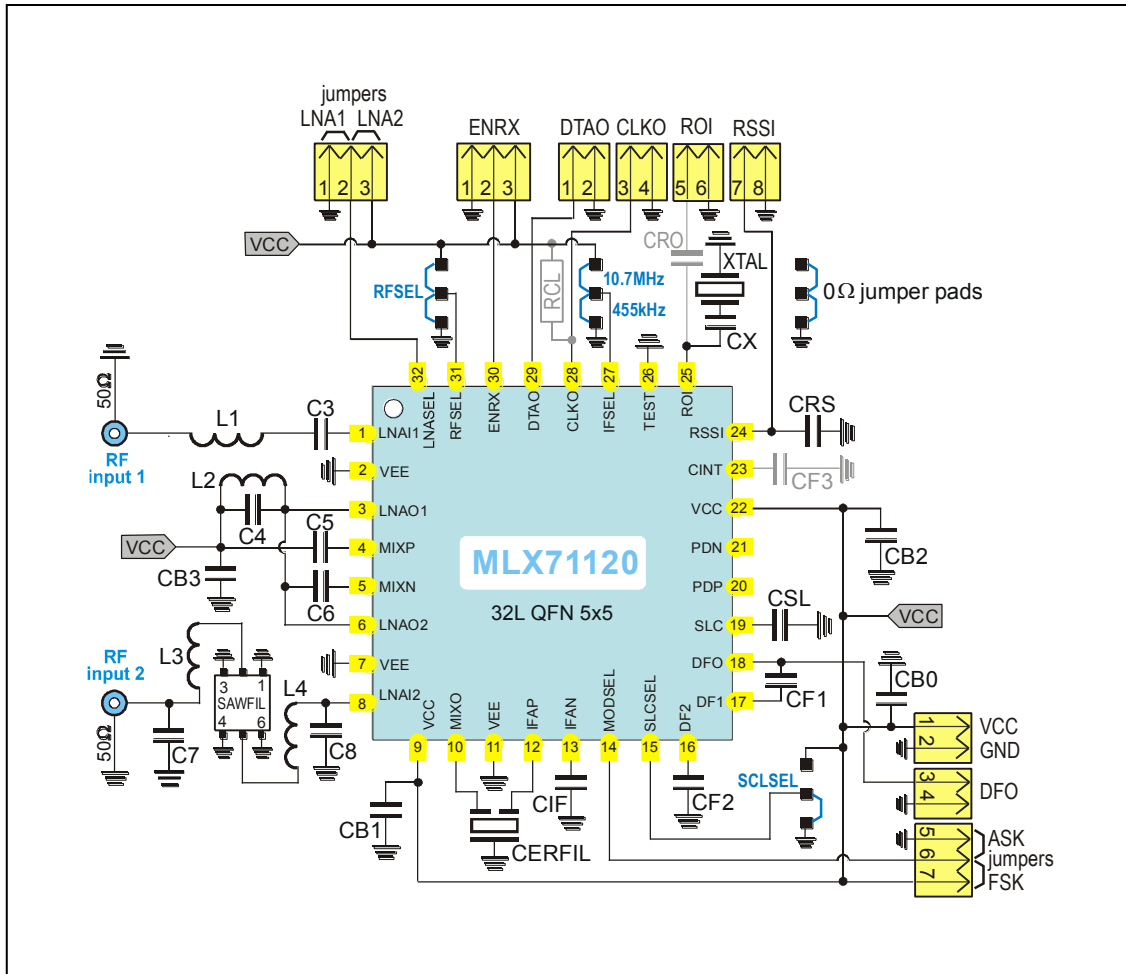 jumpers
LNA1 LNA2
ENRX
DTAO CLKO ROI RSSI
1 2 3
1 2 3
1 2
3 4
5 6
7 8
VCC
CRO
XTAL
RFSEL
RCL
10.7MHz
455kHz
0Ω jumper pads
CX
50Ω
32 31 30 29 28 27 26 25
LNASEL
RFSEL
ENRX
DTAO
CLKO
IFSEL
TEST
ROI
L1
C3
RF
input 1
1 LNAI1
2 VEE
L2
3 LNAO1
C4
C5
VCC
4 MIXP
CB3
5 MIXN
C6
6 LNAO2
7 VEE
8 LNAI2
RSSI 24
CRS
CINT 23
CF3
VCC 22
CB2
PDN 21
PDP 20
SLC 19
CSL
VCC
DFO 18
DF1 17
CF1
CB0
MLX71120
32L QFN 5x5
RF
input 2
L3
3 1
SAWFIL
4 6
L4
50Ω
C7
C8
VCC
MIXO
VEE
IFAP
IFAN
MODSEL
SLCSEL
DF2
9 10 11 12 13 14 15 16
CB1
CERFIL
CIF
CF2
SCLSEL
1 VCC
2 GND
3
4
DFO
5 ASK
6 jumpers
7 FSK